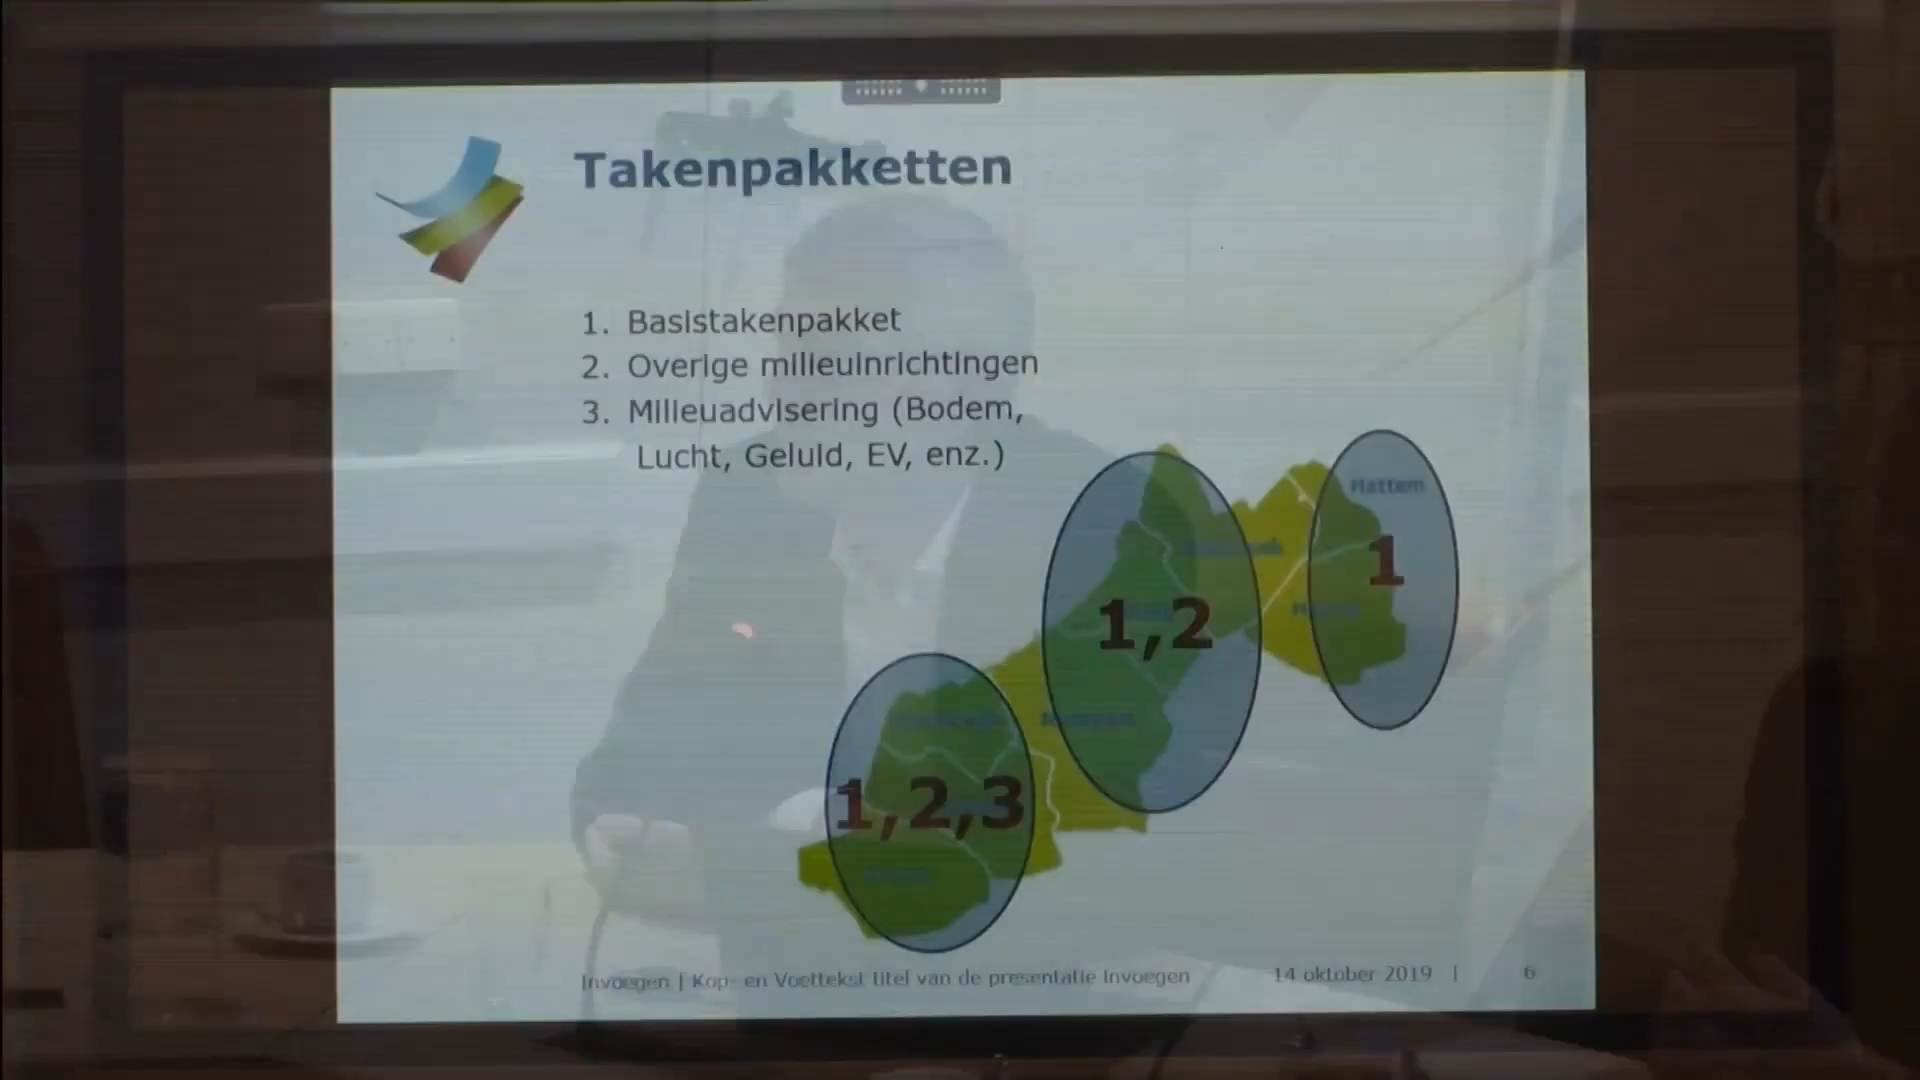 Takenpakketten
1. Basistakenpakket
2. Overige milieuinrichtingen
3. Milieuadvisering (Bodem,
Lucht, Geluid, EV, enz.)
Hattem
1
1,2
1,2,3
Invoegen | Kop- en Voettekst titel van de presentatie Invoegen
14 oktober 2019 |
6